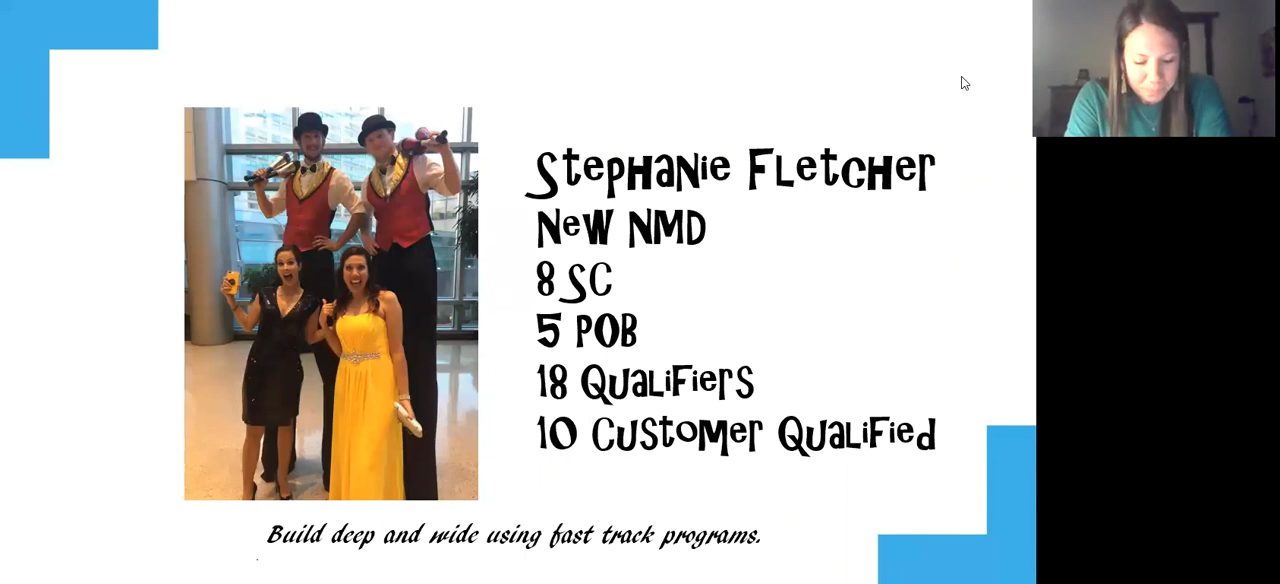 Stephanie Fletcher
New NMD
8 SC
5 POB
18 Qualifiers
10 Customer Qualified
Build deep and wide using fast track programs.